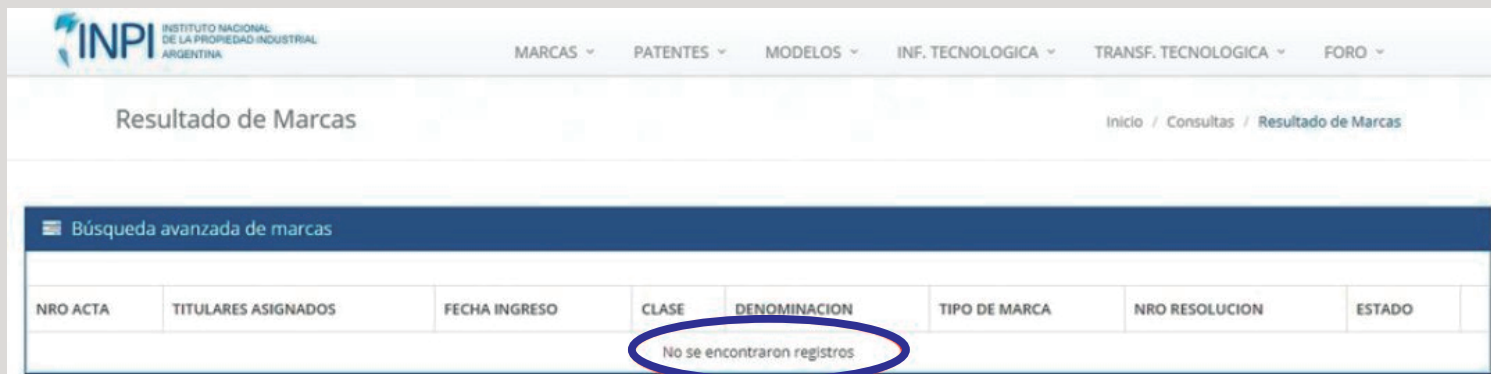 INPI
INSTITUTO NACIONAL
DE LA PROPIEDAD INDUSTRIAL
ARGENTINA
MARCAS PATENTES MODELOS INF. TECNOLOGICA TRANSF. TECNOLOGICA FORO
Resultado de Marcas
Inicio / Consultas / Resultado de Marcas
Búsqueda avanzada de marcas
NRO ACTA TITULARES ASIGNADOS FECHA INGRESO CLASE DENOMINACION TIPO DE MARCA NRO RESOLUCION ESTADO
No se encontraron registros